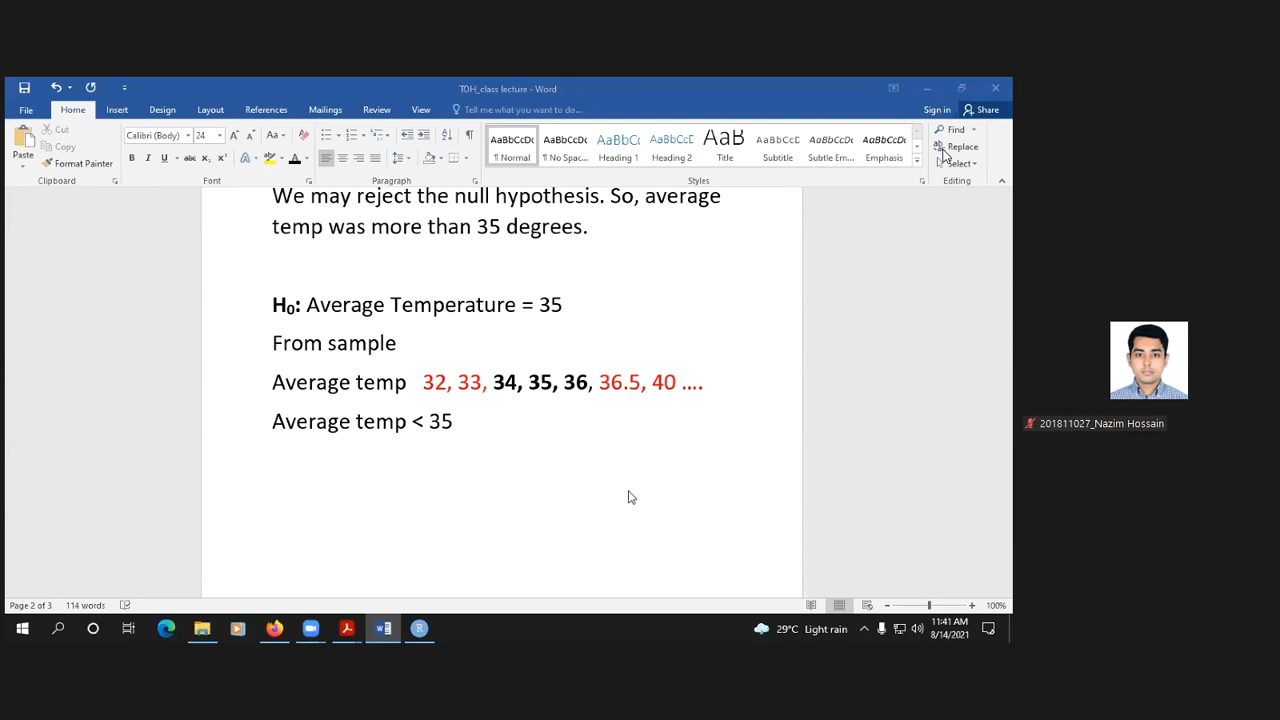 TOH_class lecture - Word
File Home Insert Design Layout References Mailings Review View Tell me what you want to do... Sign in Share
Paste Cut Copy Format Painter
Clipboard
Calibri (Body) 24
Font
Paragraph
AaBbCcDc AaBbCcDc AaBbCc AaBbCcD AaB AaBbCcD AaBbCcDc AaBbCcDc
¶ Normal ¶ No Spac... Heading 1 Heading 2 Title Subtitle Subtle Em... Emphasis
Styles
Find Replace Select
Editing
We may reject the null hypothesis. So, average
temp was more than 35 degrees.
H₀: Average Temperature = 35
From sample
Average temp 32, 33, 34, 35, 36, 36.5, 40 ....
Average temp < 35
201811027_Nazim Hossain
Page 2 of 3 114 words 100%
29°C Light rain 11:41 AM
8/14/2021